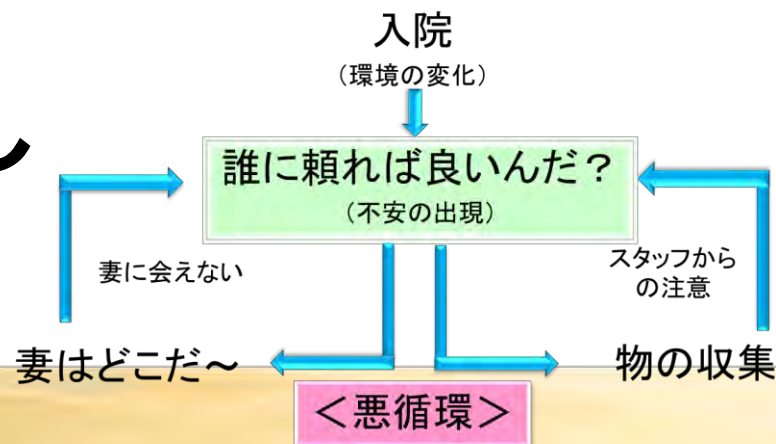 入院
（環境の変化）
誰に頼れば良いんだ？
（不安の出現）
妻に会えない
スタッフから
の注意
妻はどこだ～
物の収集
＜悪循環＞